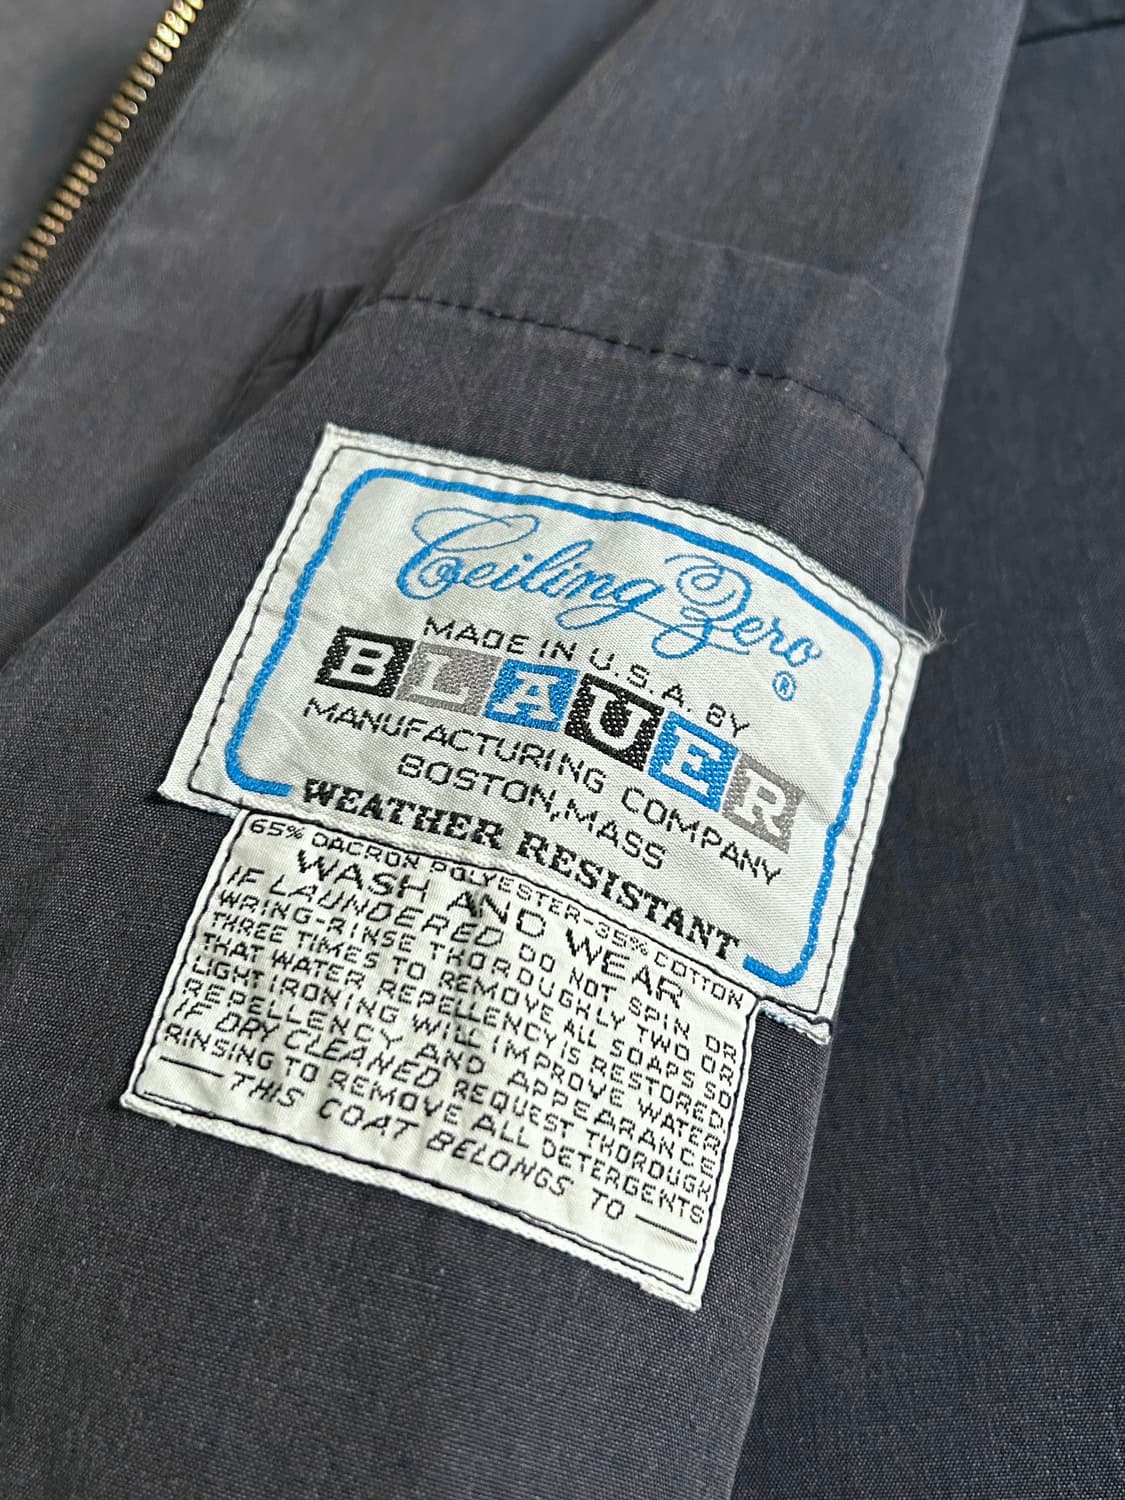 Ceiling Zero ®
MADE IN U.S.A. BY
BLAUER
MANUFACTURING COMPANY
BOSTON, MASS
WEATHER RESISTANT
65% DACRON POLYESTER-35% COTTON
WASH AND WEAR
IF LAUNDERED DO NOT SPIN OR
WRING-RINSE THOROUGHLY TWO OR
THREE TIMES TO REMOVE ALL SOAPS SO
THAT WATER REPELLENCY IS RESTORED
LIGHT IRONING WILL IMPROVE WATER
REPELLENCY AND APPEARANCE
IF DRY CLEANED REQUEST THOROUGH
RINSING TO REMOVE ALL DETERGENTS
THIS COAT BELONGS TO